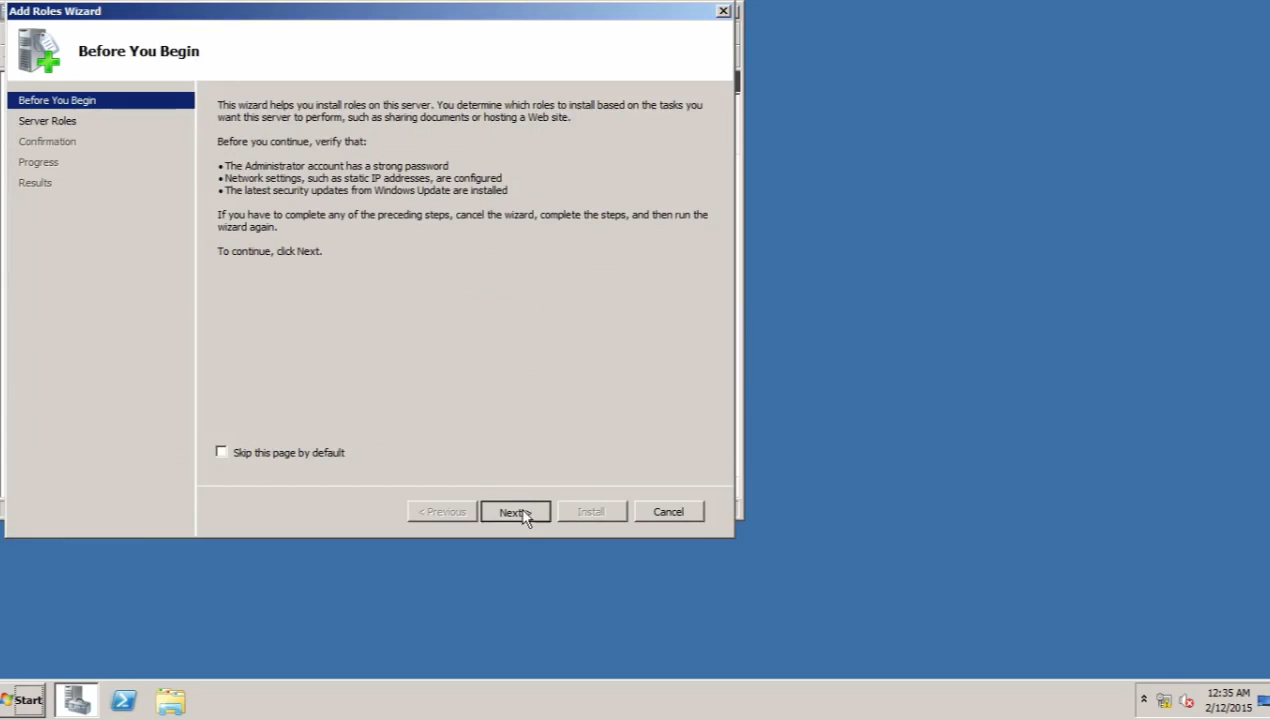 Add Roles Wizard
Before You Begin
Before You Begin
Server Roles
Confirmation
Progress
Results
This wizard helps you install roles on this server. You determine which roles to install based on the tasks you
want this server to perform, such as sharing documents or hosting a Web site.
Before you continue, verify that:
• The Administrator account has a strong password
• Network settings, such as static IP addresses, are configured
• The latest security updates from Windows Update are installed
If you have to complete any of the preceding steps, cancel the wizard, complete the steps, and then run the
wizard again.
To continue, click Next.
Skip this page by default
< Previous
Next >
Install
Cancel
Start
12:35 AM
2/12/2015